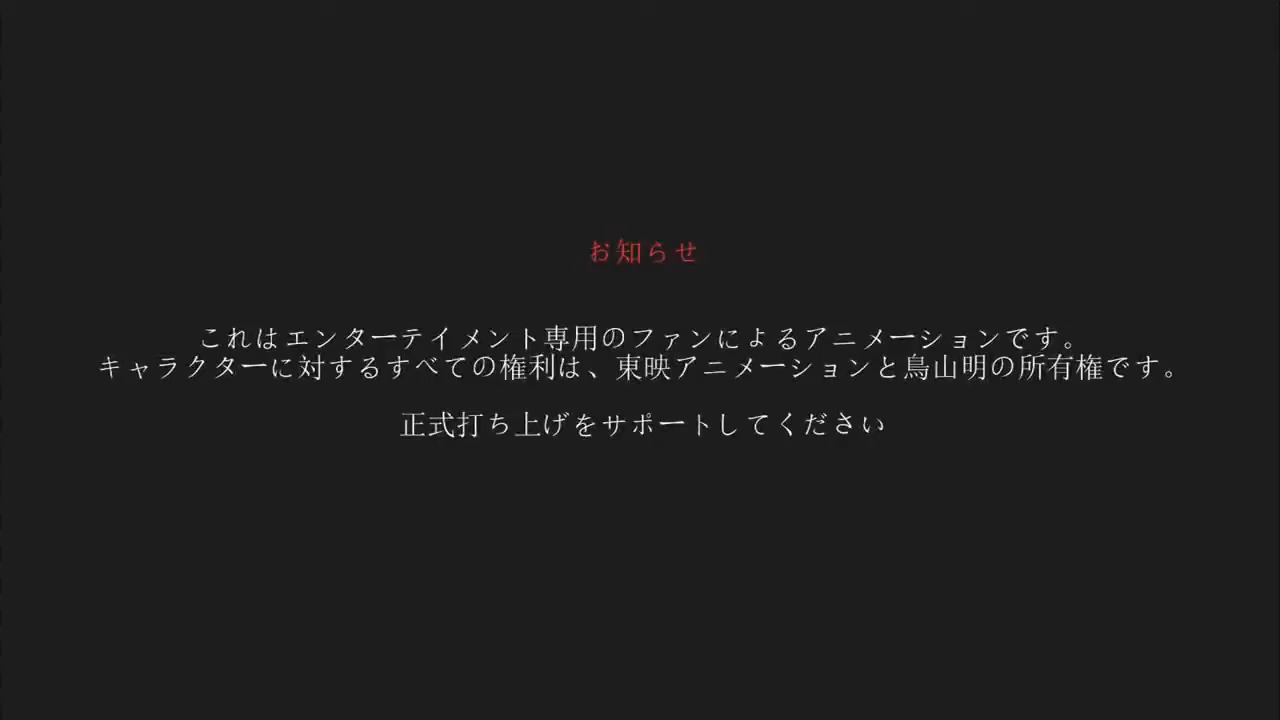 お知らせ
これはエンターテイメント専用のファンによるアニメーションです。
キャラクターに対するすべての権利は、東映アニメーションと鳥山明の所有権です。
正式打ち上げをサポートしてください